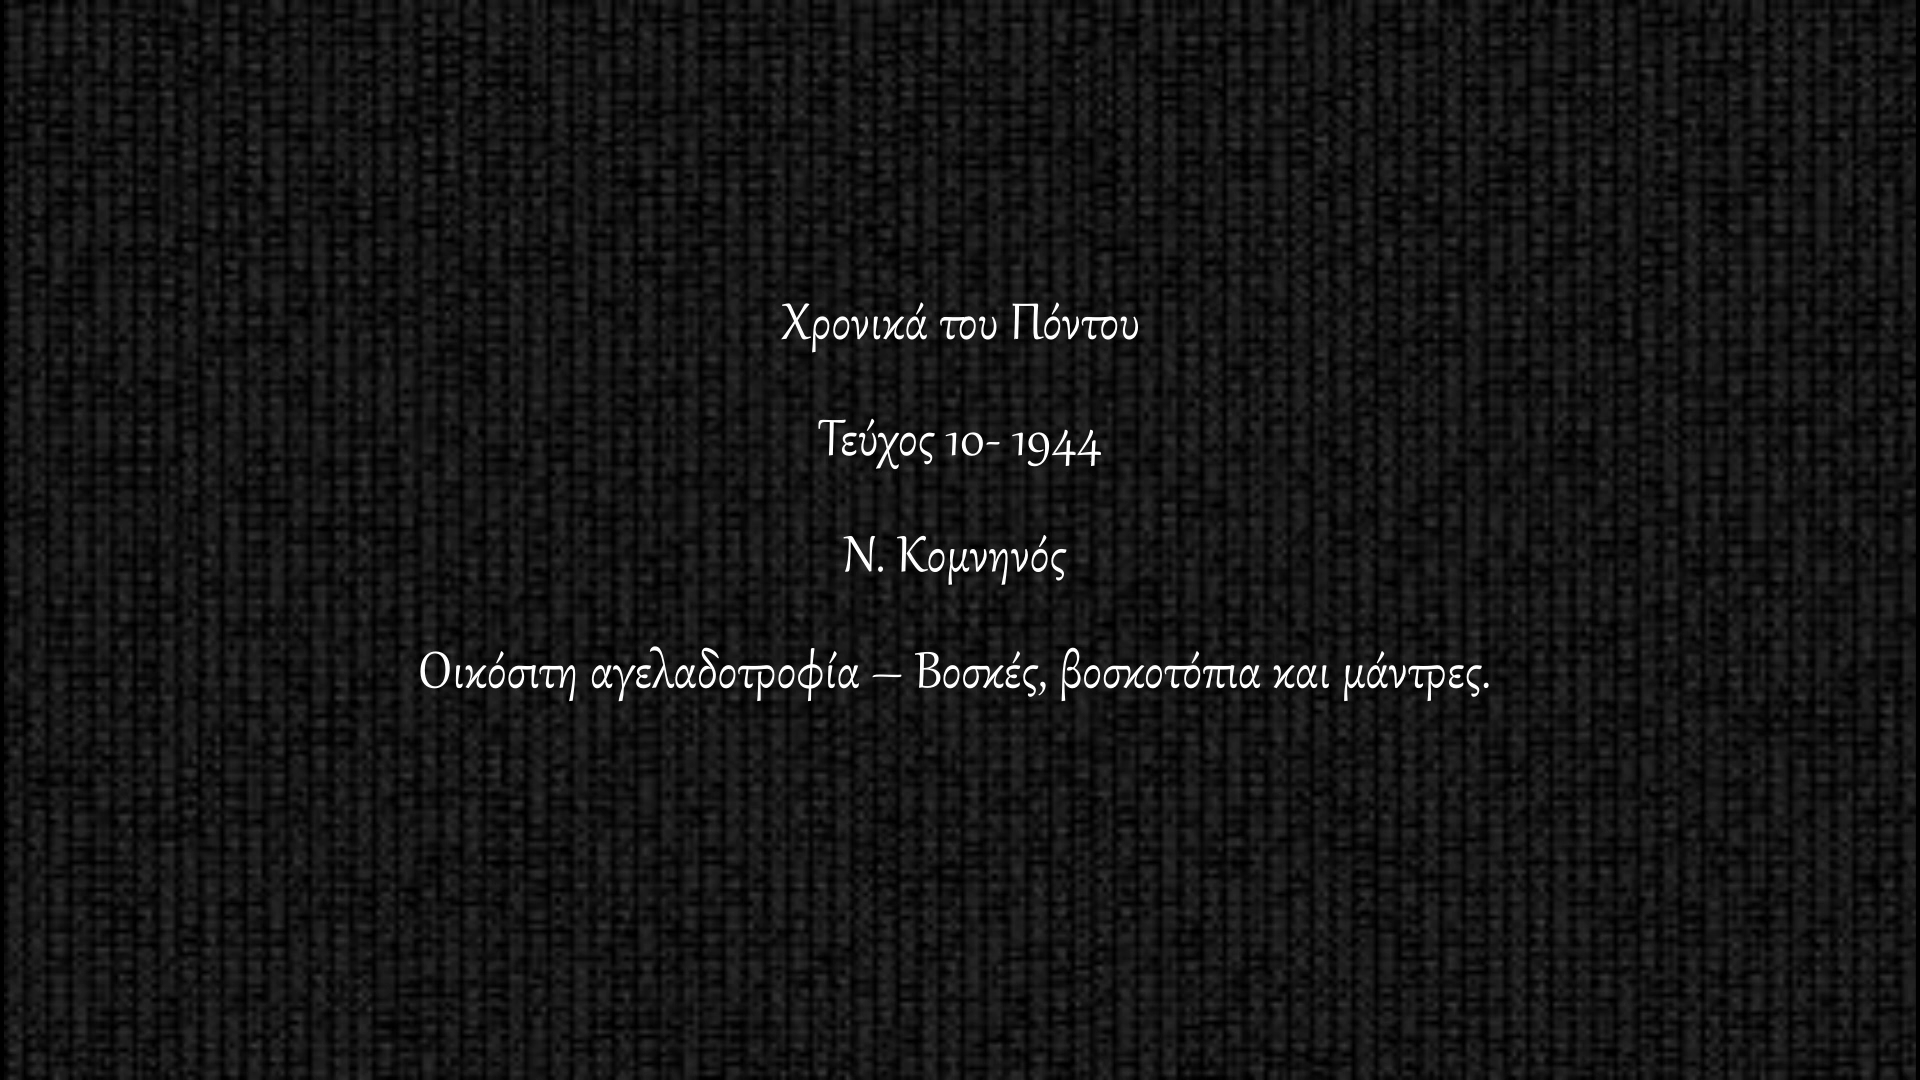 Χρονικά του Πόντου
Τεύχος 10- 1944
Ν. Κομνηνός
Οικόσιτη αγελαδοτροφία – Βοσκές, βοσκοτόπια και μάντρες.